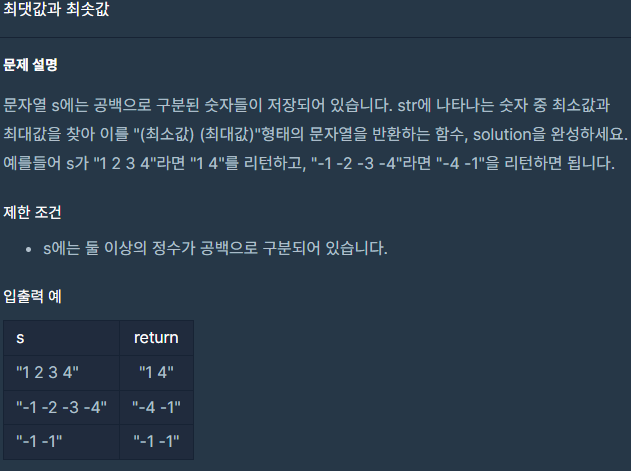 최댓값과 최솟값
문제 설명
문자열 s에는 공백으로 구분된 숫자들이 저장되어 있습니다. str에 나타나는 숫자 중 최소값과
최대값을 찾아 이를 "(최소값) (최대값)"형태의 문자열을 반환하는 함수, solution을 완성하세요.
예를들어 s가 "1 2 3 4"라면 "1 4"를 리턴하고, "-1 -2 -3 -4"라면 "-4 -1"을 리턴하면 됩니다.
제한 조건
• s에는 둘 이상의 정수가 공백으로 구분되어 있습니다.
입출력 예
s return
"1 2 3 4" "1 4"
"-1 -2 -3 -4" "-4 -1"
"-1 -1" "-1 -1"